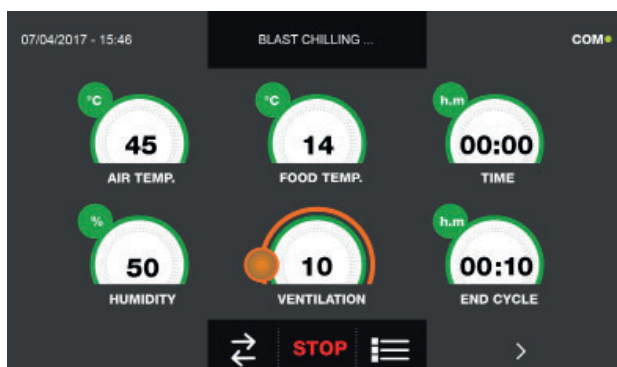 07/04/2017 - 15:46 BLAST CHILLING ... COM
°C °C h.m
45 14 00:00
AIR TEMP. FOOD TEMP. TIME
% h.m
50 10 00:10
HUMIDITY VENTILATION END CYCLE
STOP